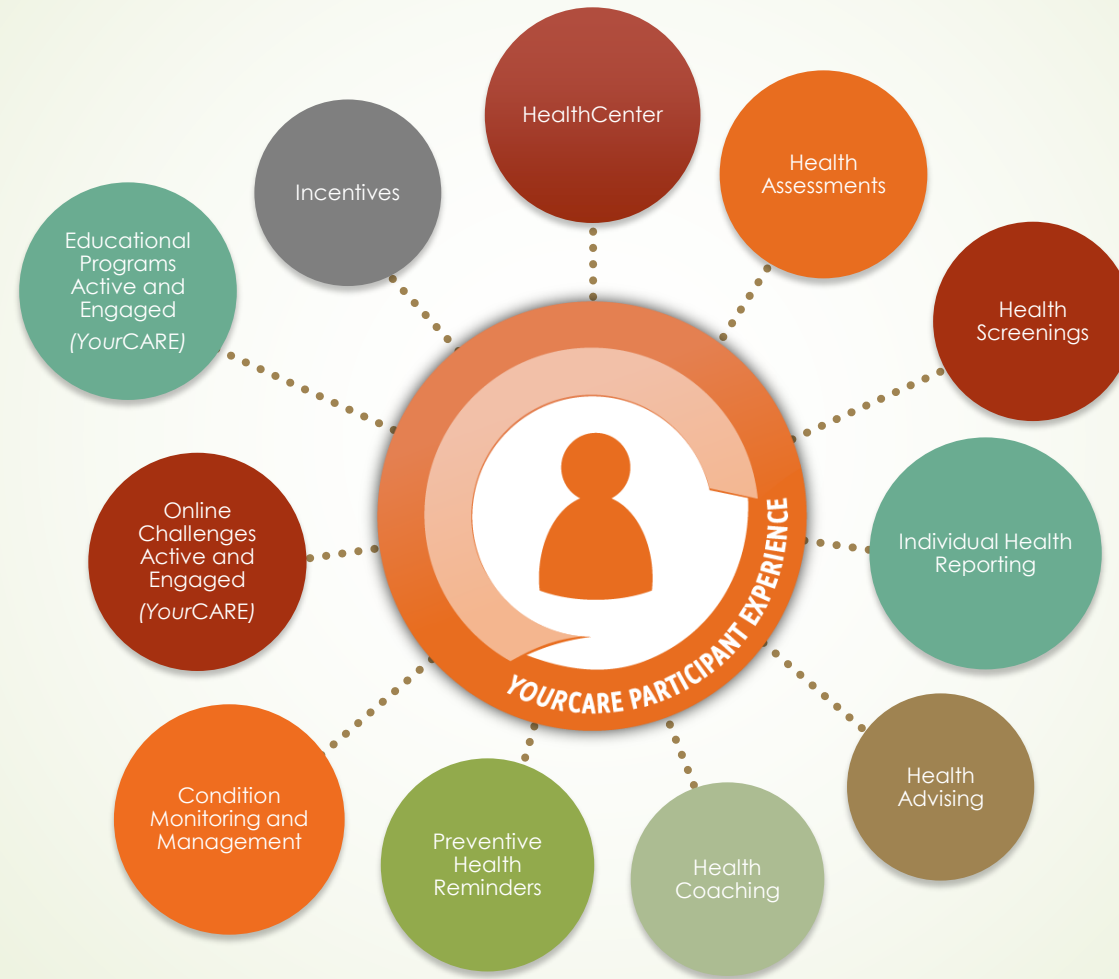 HealthCenter
Health
Assessments
Health
Screenings
Individual Health
Reporting
Health
Advising
Health
Coaching
Preventive
Health
Reminders
Condition
Monitoring and
Management
Online
Challenges
Active and
Engaged
(YourCARE)
Educational
Programs
Active and
Engaged
(YourCARE)
Incentives
YOURCARE PARTICIPANT EXPERIENCE